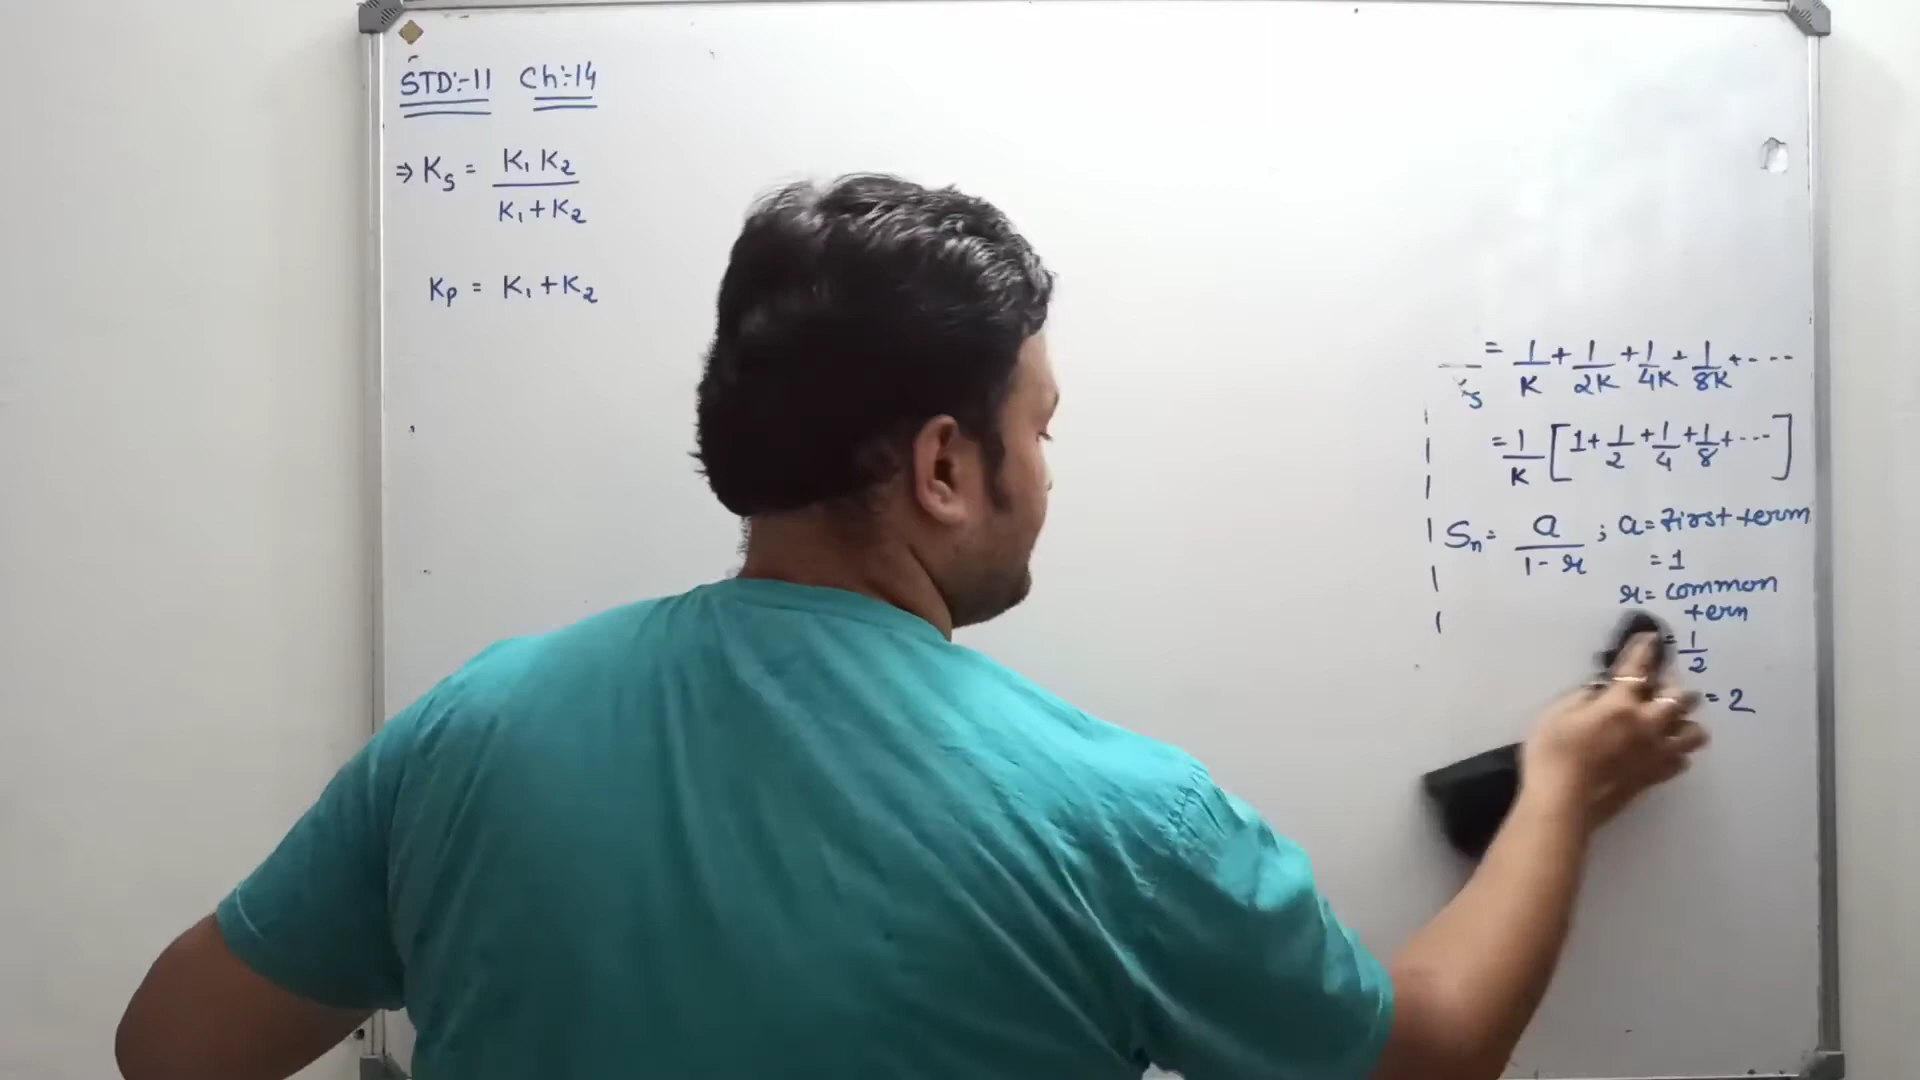 STD:-11 Ch:-14
⇒ Ks = K₁ K₂ / K₁ + K₂
Kp = K₁ + K₂
= 1/K + 1/2K + 1/4K + 1/8K + ----
= 1/K [1 + 1/2 + 1/4 + 1/8 + ---]
Sn = a / 1 - r ; a = First term
= 1
r = common
term
= 1/2
= 2